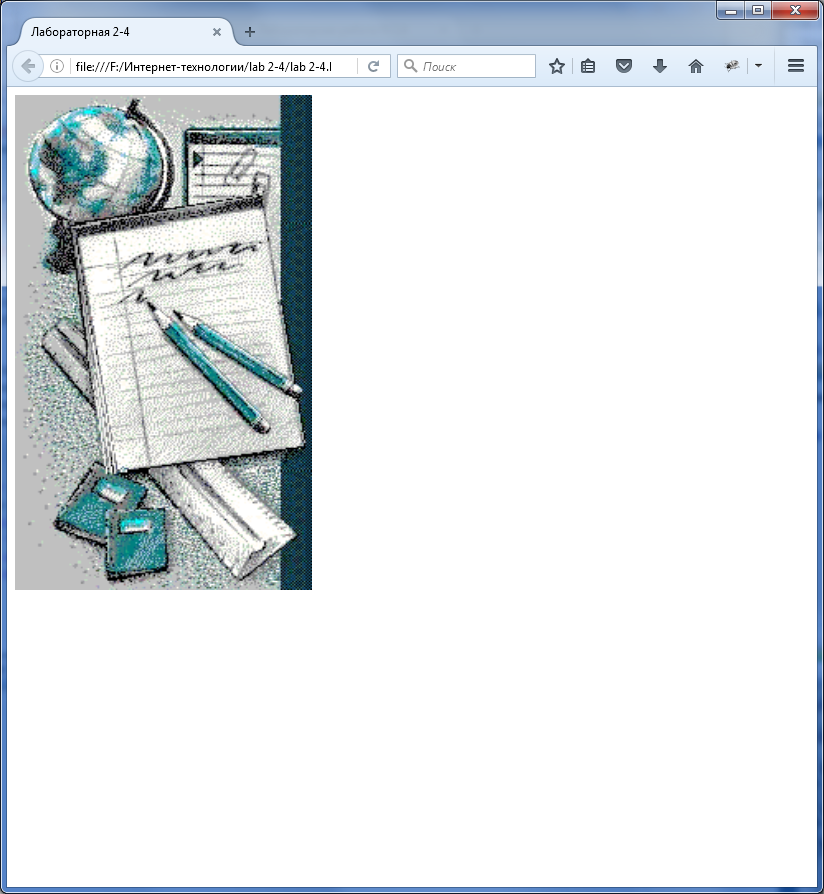 Лабораторная 2-4
file:///F:/Интернет-технологии/lab 2-4/lab 2-4.l
Поиск